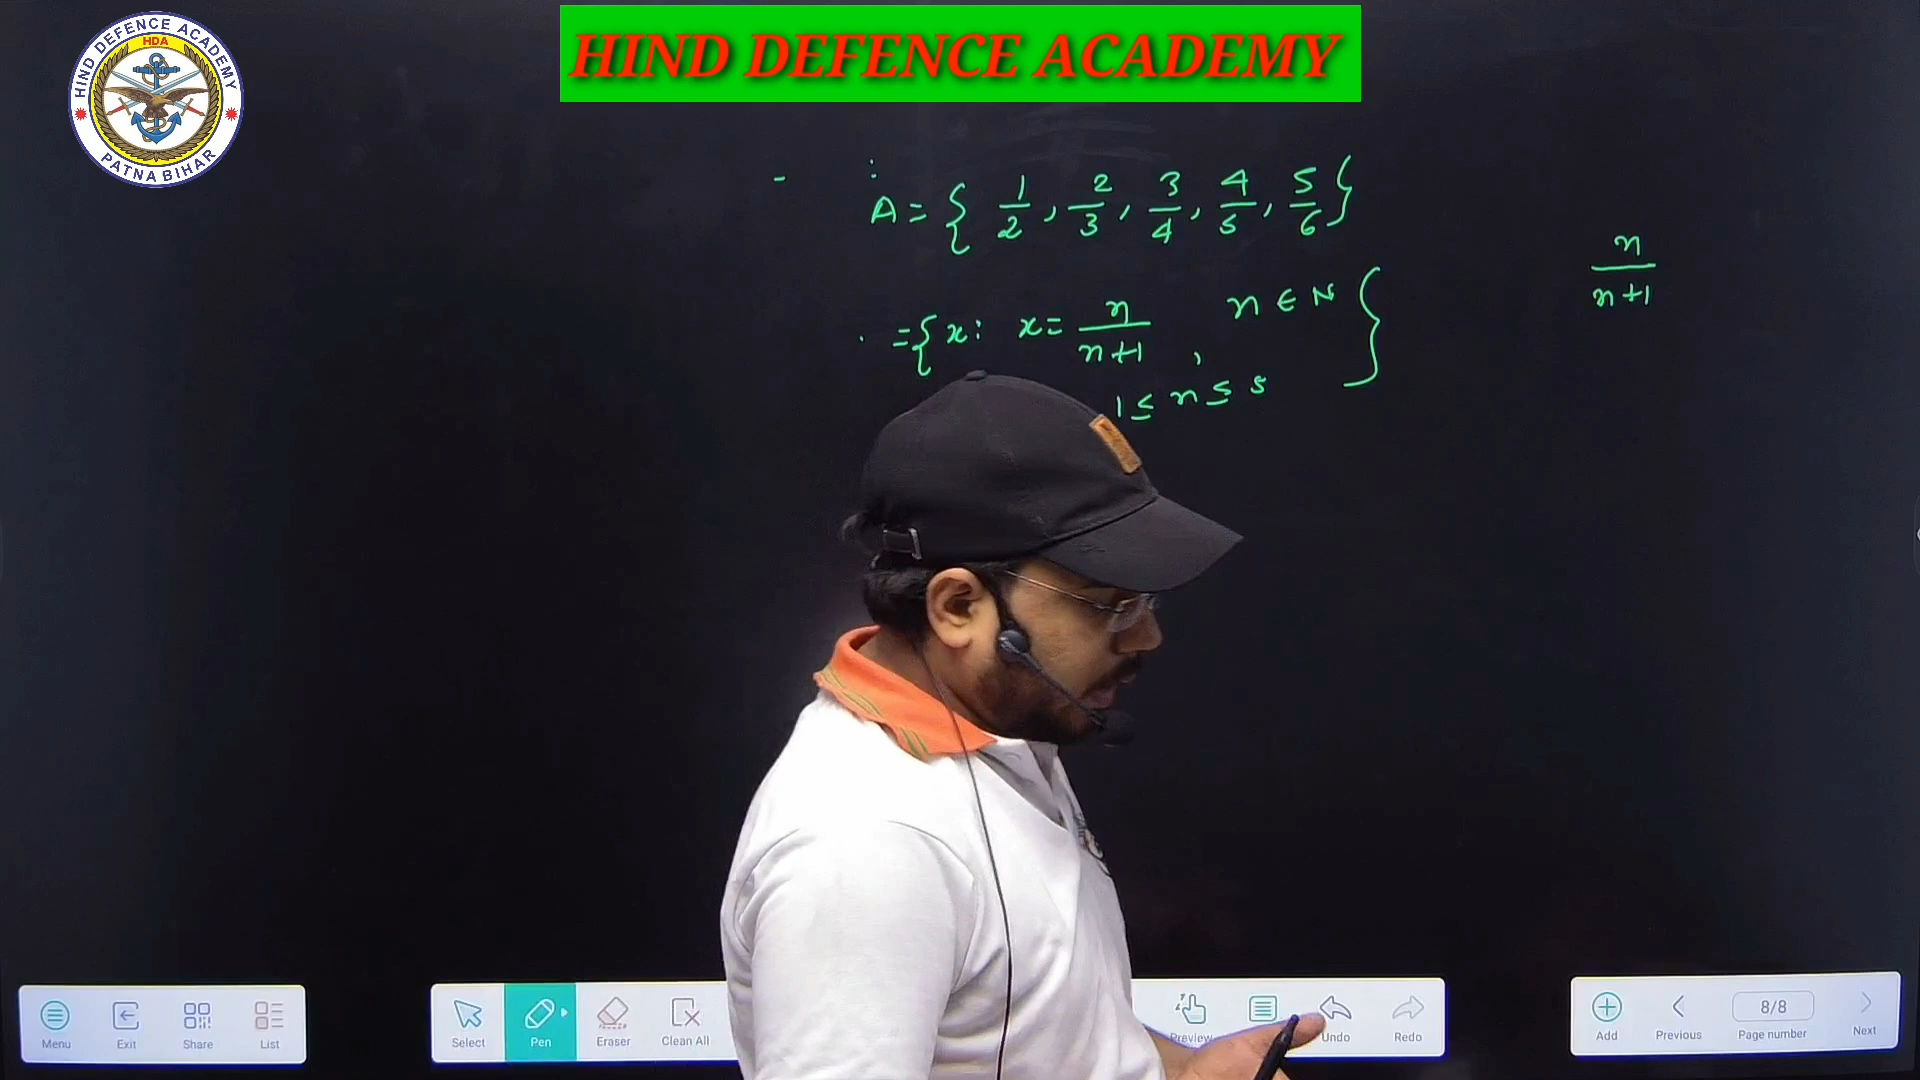 HIND DEFENCE ACADEMY
HDA
PATNA BIHAR
HIND DEFENCE ACADEMY
A = { 1/2, 2/3, 3/4, 4/5, 5/6 }
n/n+1
= { x : x = n/n+1, n ∈ N }
1 ≤ n ≤ 5
Menu Exit Share List
Select Pen Eraser Clean All
Preview Undo Redo
Add Previous 8/8 Page number Next